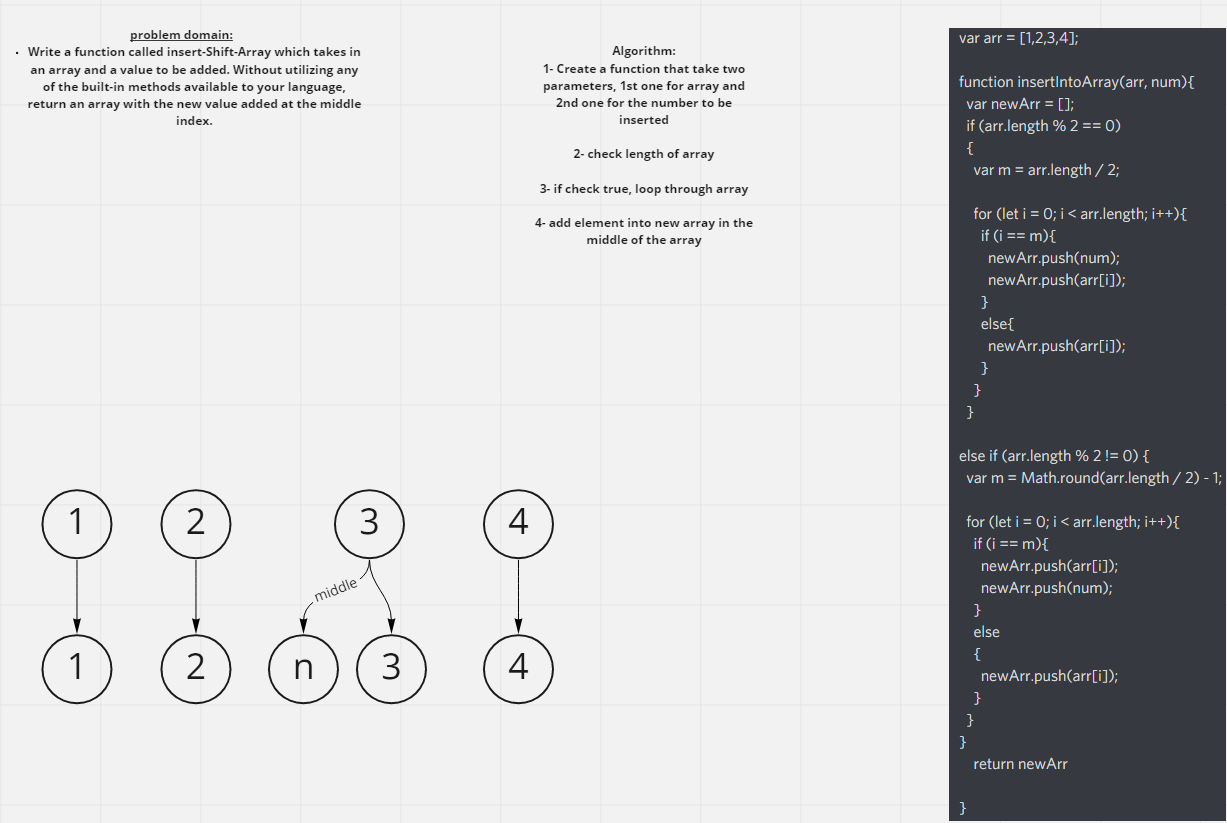 problem domain:
· Write a function called insert-Shift-Array which takes in
an array and a value to be added. Without utilizing any
of the built-in methods available to your language,
return an array with the new value added at the middle
index.
Algorithm:
1- Create a function that take two
parameters, 1st one for array and
2nd one for the number to be
inserted
2- check length of array
3- if check true, loop through array
4- add element into new array in the
middle of the array
1 2 3 4
middle
1 2 n 3 4
var arr = [1,2,3,4];
function insertIntoArray(arr, num){
var newArr = [];
if (arr.length % 2 == 0)
{
var m = arr.length / 2;
for (let i = 0; i < arr.length; i++){
if (i == m){
newArr.push(num);
newArr.push(arr[i]);
}
else{
newArr.push(arr[i]);
}
}
}
else if (arr.length % 2 != 0) {
var m = Math.round(arr.length / 2) - 1;
for (let i = 0; i < arr.length; i++){
if (i == m){
newArr.push(arr[i]);
newArr.push(num);
}
else
{
newArr.push(arr[i]);
}
}
}
return newArr
}